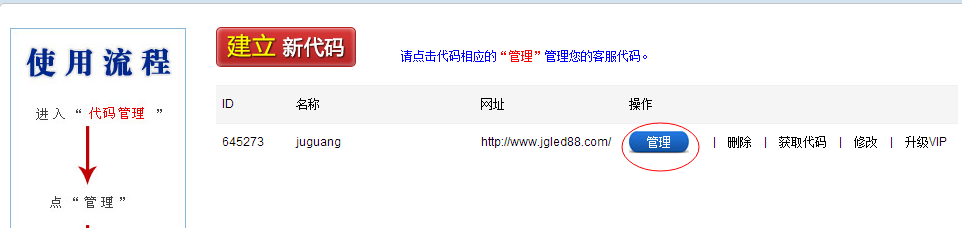 使用流程
进入“代码管理 ”
点“管理”
建立 新代码
请点击代码相应的“管理”管理您的客服代码。
ID 名称 网址 操作
645273 juguang http://www.jgled88.com/ 管理 | 删除 | 获取代码 | 修改 | 升级VIP